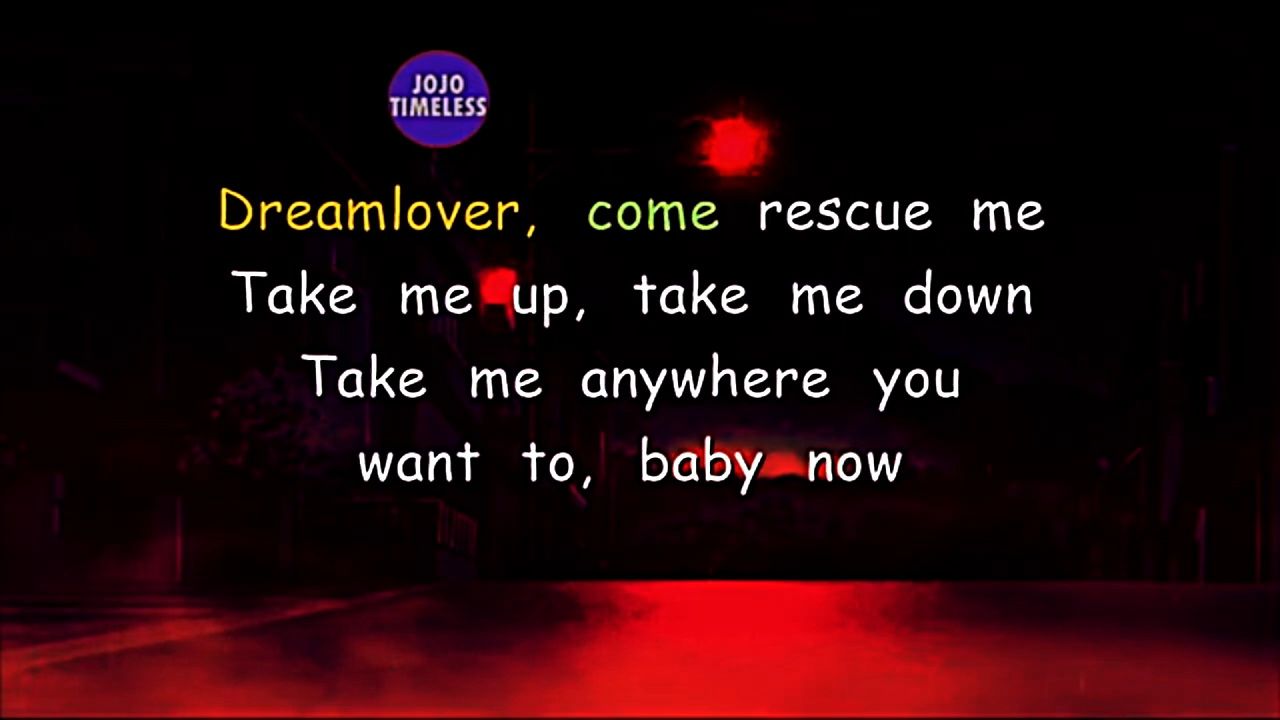 JOJO
TIMELESS
Dreamlover, come rescue me
Take me up, take me down
Take me anywhere you
want to, baby now